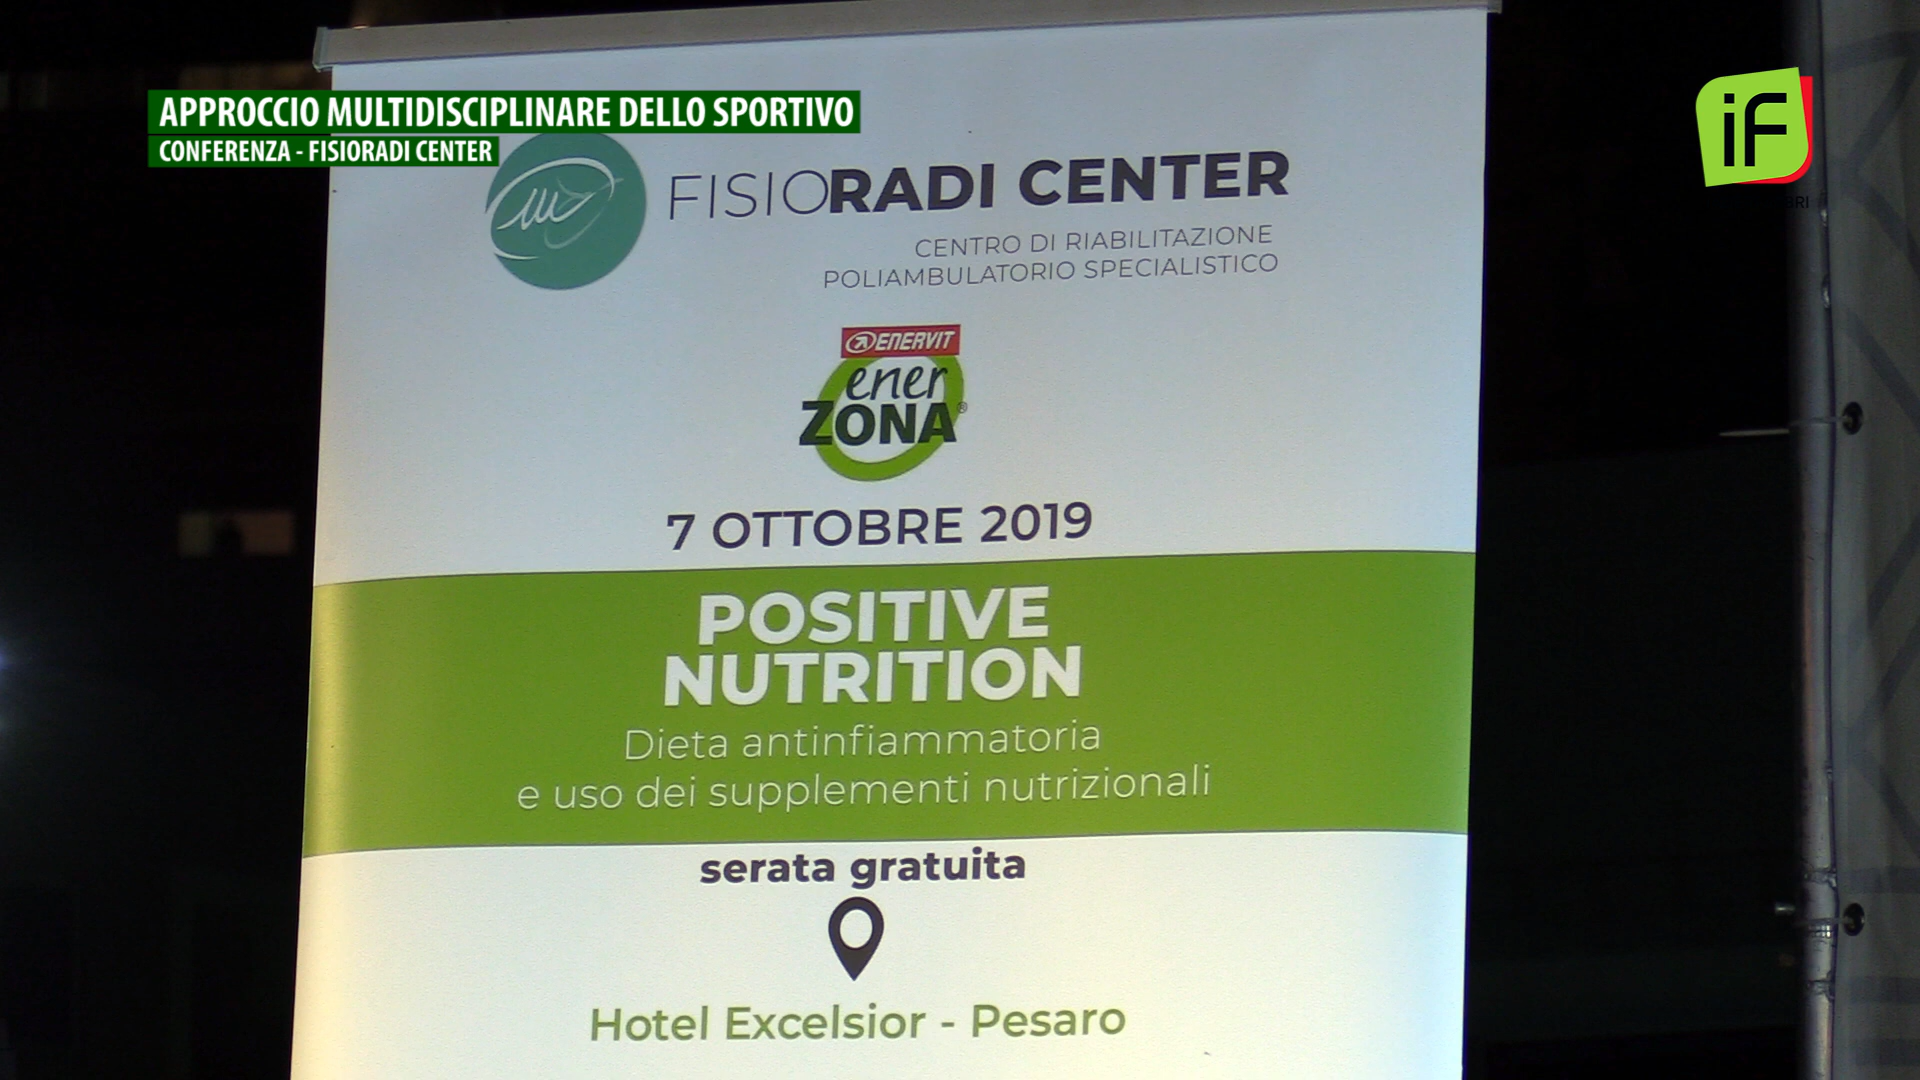 APPROCCIO MULTIDISCIPLINARE DELLO SPORTIVO
CONFERENZA - FISIORADI CENTER
iF
BRI
FISIORADI CENTER
CENTRO DI RIABILITAZIONE
POLIAMBULATORIO SPECIALISTICO
ENERVIT
ener
ZONA®
7 OTTOBRE 2019
POSITIVE
NUTRITION
Dieta antinfiammatoria
e uso dei supplementi nutrizionali
serata gratuita
Hotel Excelsior - Pesaro